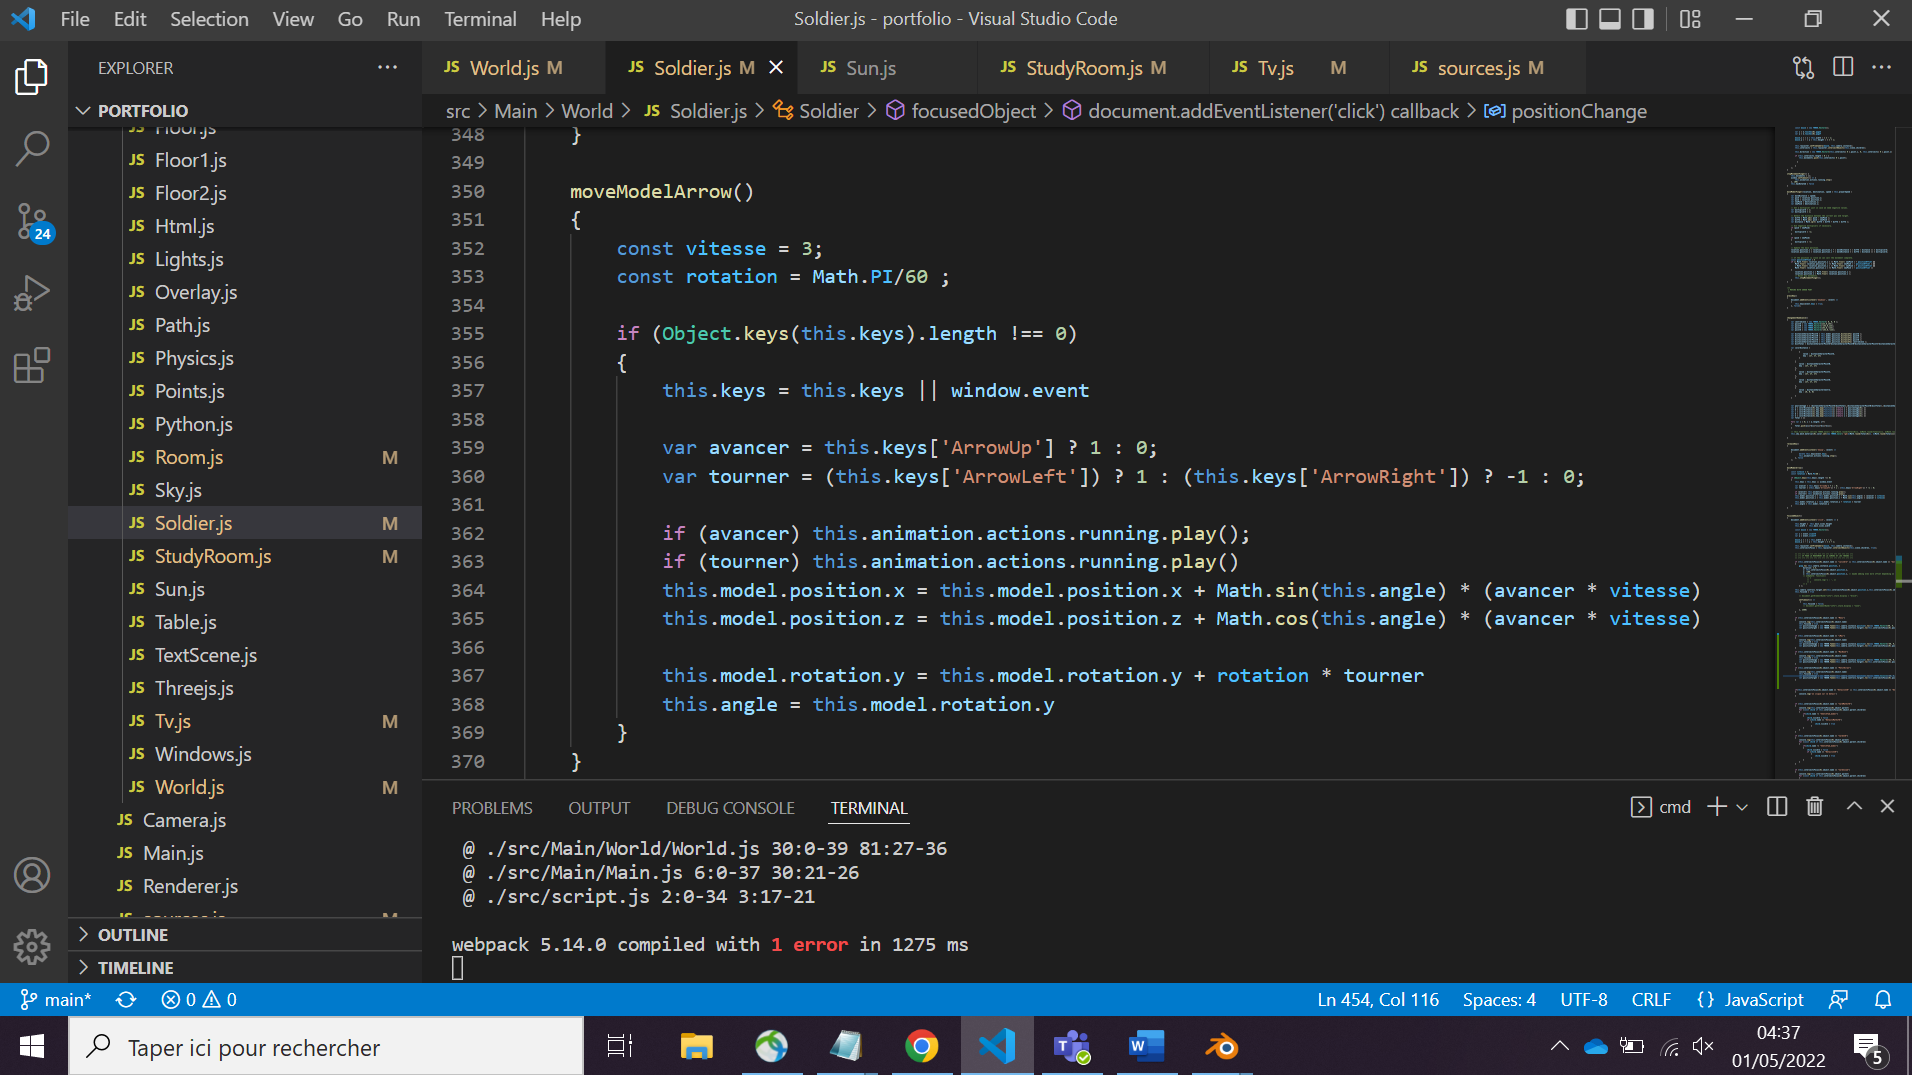 File Edit Selection View Go Run Terminal Help
Soldier.js - portfolio - Visual Studio Code
EXPLORER
PORTFOLIO
Floor.js
JS Floor1.js
JS Floor2.js
JS Html.js
JS Lights.js
JS Overlay.js
JS Path.js
JS Physics.js
JS Points.js
JS Python.js
JS Room.js M
JS Sky.js
JS Soldier.js M
JS StudyRoom.js M
JS Sun.js
JS Table.js
JS TextScene.js
JS Threejs.js
JS Tv.js M
JS Windows.js
JS World.js M
JS Camera.js
JS Main.js
JS Renderer.js
JS sources.js M
OUTLINE
TIMELINE
24
JS World.js M JS Soldier.js M JS Sun.js JS StudyRoom.js M JS Tv.js M JS sources.js M
src > Main > World > JS Soldier.js > Soldier > focusedObject > document.addEventListener('click') callback > positionChange
348 }
349
350 moveModelArrow()
351 {
352 const vitesse = 3;
353 const rotation = Math.PI/60 ;
354
355 if (Object.keys(this.keys).length !== 0)
356 {
357 this.keys = this.keys || window.event
358
359 var avancer = this.keys['ArrowUp'] ? 1 : 0;
360 var tourner = (this.keys['ArrowLeft']) ? 1 : (this.keys['ArrowRight']) ? -1 : 0;
361
362 if (avancer) this.animation.actions.running.play();
363 if (tourner) this.animation.actions.running.play()
364 this.model.position.x = this.model.position.x + Math.sin(this.angle) * (avancer * vitesse)
365 this.model.position.z = this.model.position.z + Math.cos(this.angle) * (avancer * vitesse)
366
367 this.model.rotation.y = this.model.rotation.y + rotation * tourner
368 this.angle = this.model.rotation.y
369 }
370 }
PROBLEMS OUTPUT DEBUG CONSOLE TERMINAL
cmd
@ ./src/Main/World/World.js 30:0-39 81:27-36
@ ./src/Main/Main.js 6:0-37 30:21-26
@ ./src/script.js 2:0-34 3:17-21
webpack 5.14.0 compiled with 1 error in 1275 ms
main* 0 0
Ln 454, Col 116 Spaces: 4 UTF-8 CRLF {} JavaScript
Taper ici pour rechercher
04:37
01/05/2022
5